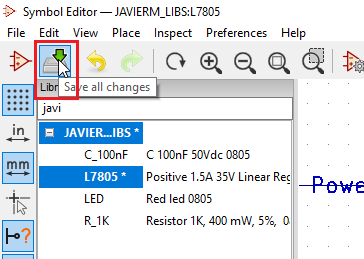 Symbol Editor — JAVIERM_LIBS:L7805
File Edit View Place Inspect Preferences
Save all changes
Libr
javi
JAVIER...IBS *
C_100nF C 100nF 50Vdc 0805
L7805 * Positive 1.5A 35V Linear Reg
LED Red led 0805
R_1K Resistor 1K, 400 mW, 5%, 0
in
mm
Powe